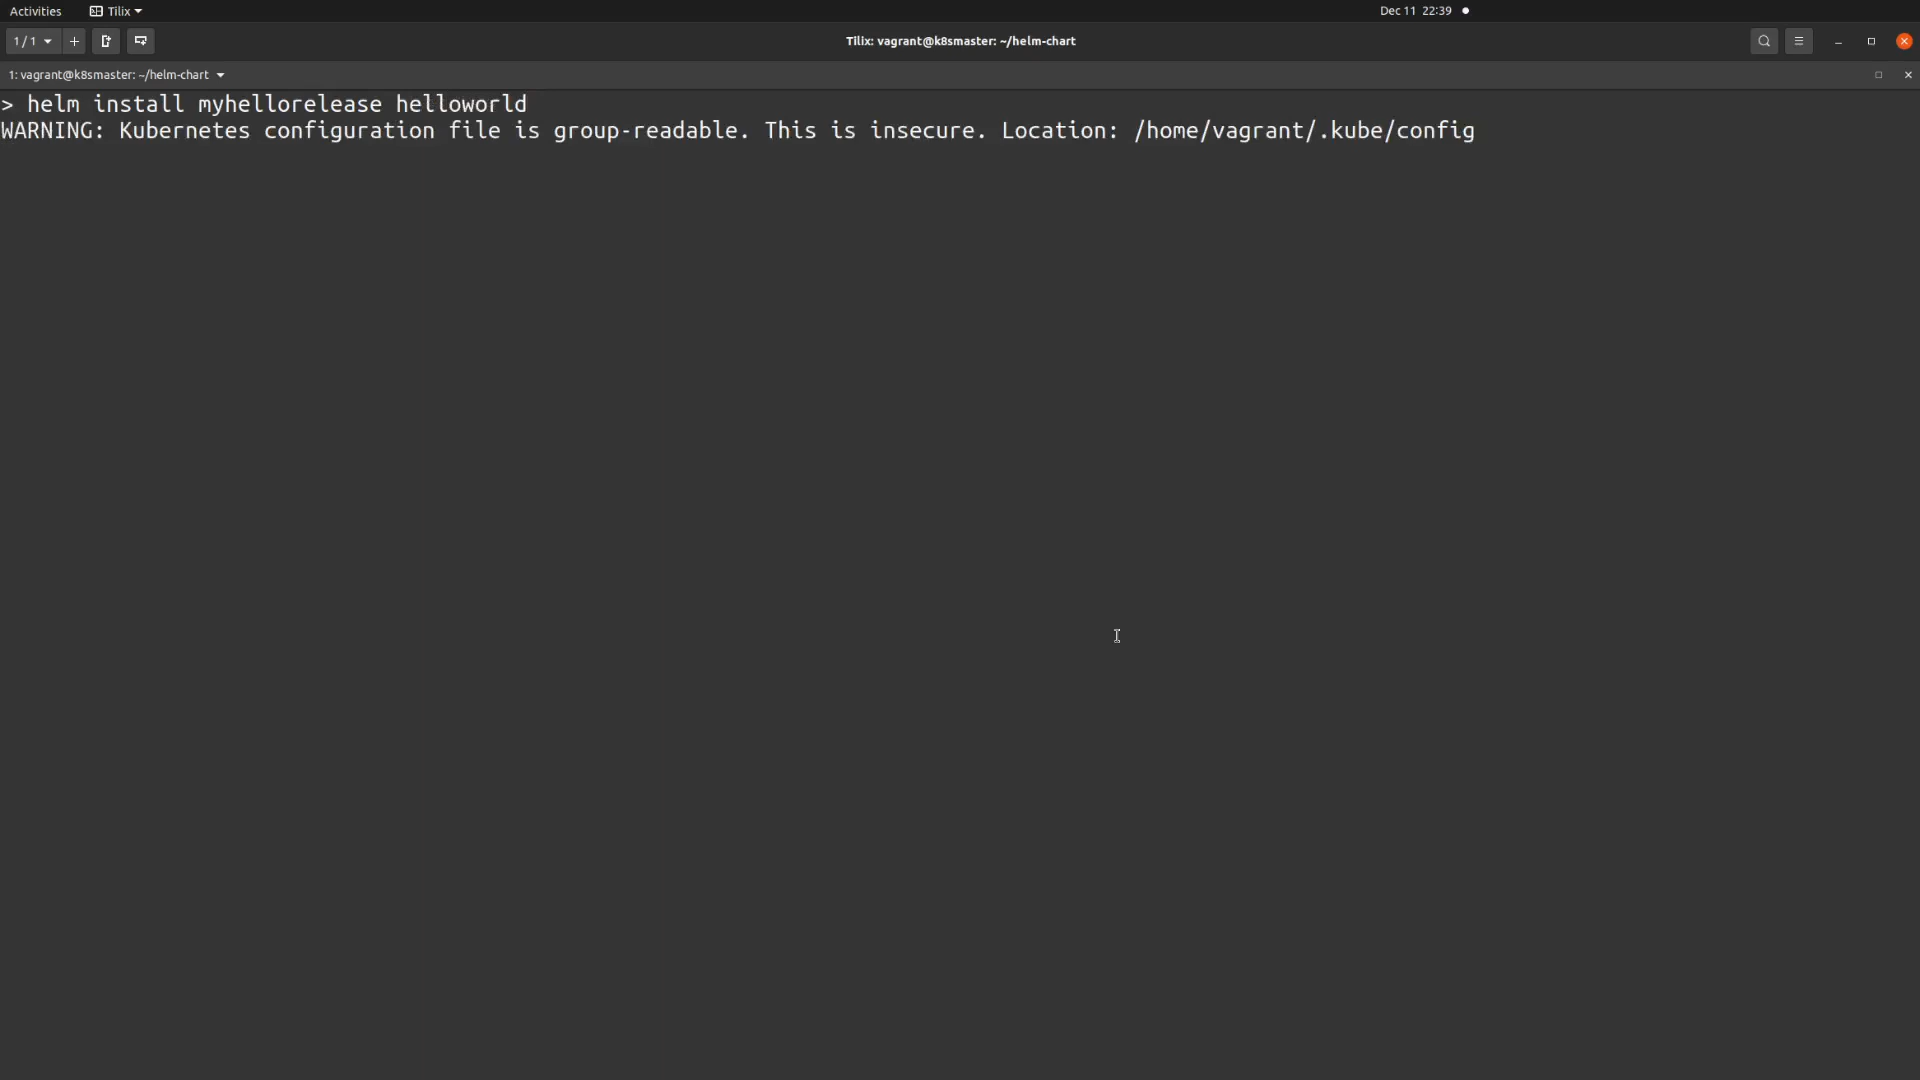 Activities Tilix Dec 11 22:39
1 / 1 Tilix: vagrant@k8smaster: ~/helm-chart
1: vagrant@k8smaster: ~/helm-chart
> helm install myhellorelease helloworld
WARNING: Kubernetes configuration file is group-readable. This is insecure. Location: /home/vagrant/.kube/config